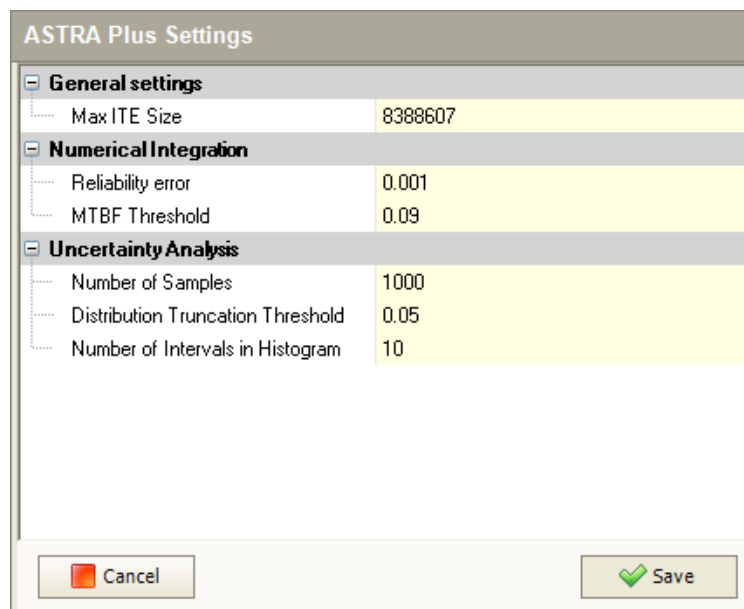 ASTRA Plus Settings
General settings
Max ITE Size 8388607
Numerical Integration
Reliability error 0.001
MTBF Threshold 0.09
Uncertainty Analysis
Number of Samples 1000
Distribution Truncation Threshold 0.05
Number of Intervals in Histogram 10
Cancel Save